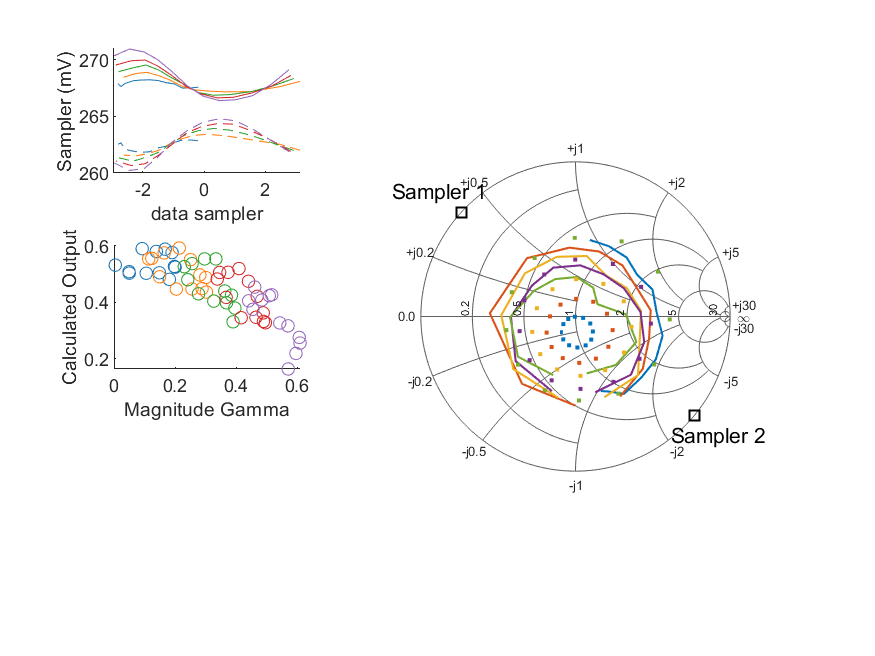 Sampler (mV)
270
265
260
-2
0
2
data sampler
Calculated Output
0.6
0.4
0.2
0
0.2
0.4
0.6
Magnitude Gamma
+j1
+j0.5
+j2
Sampler 1
+j0.2
+j5
0.0
0.2
0.5
1
2
5
30
+j30
∞
-j30
-j0.2
-j5
-j0.5
-j2
Sampler 2
-j1